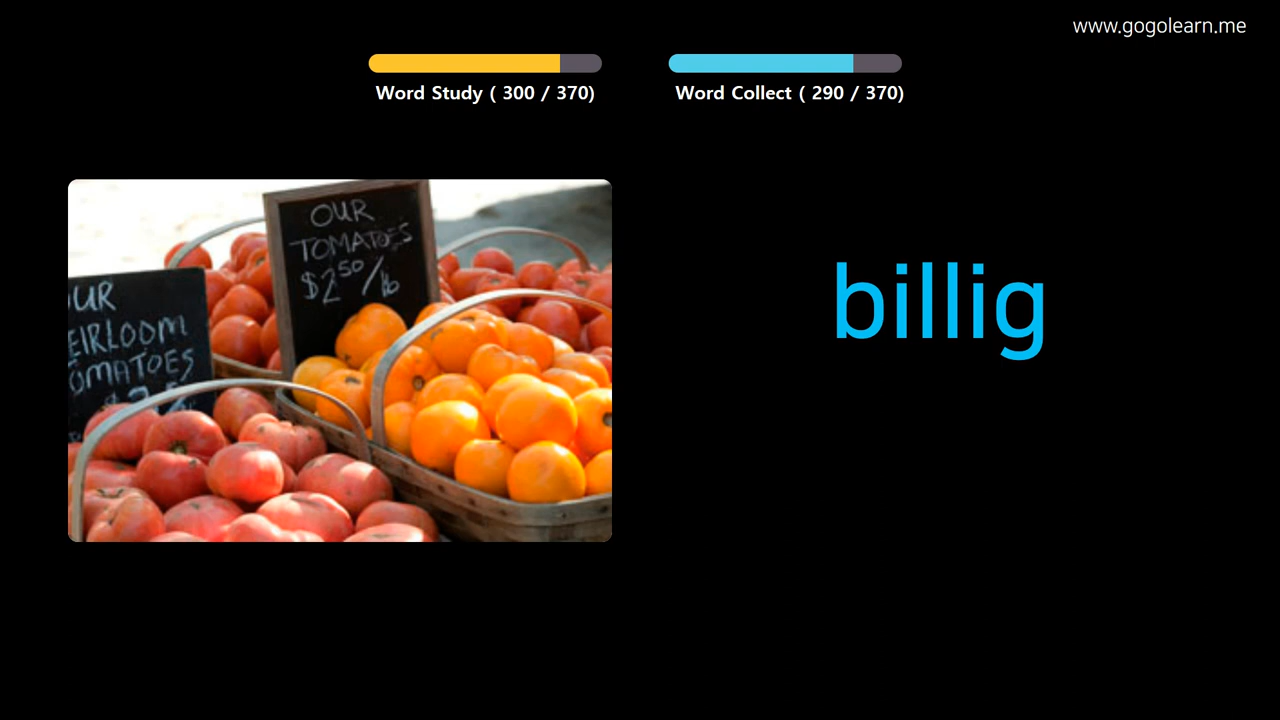 www.gogolearn.me
Word Study ( 300 / 370)
Word Collect ( 290 / 370)
OUR
TOMATOES
$2.50/lb
UR
EIRLOOM
OMATOES
billig